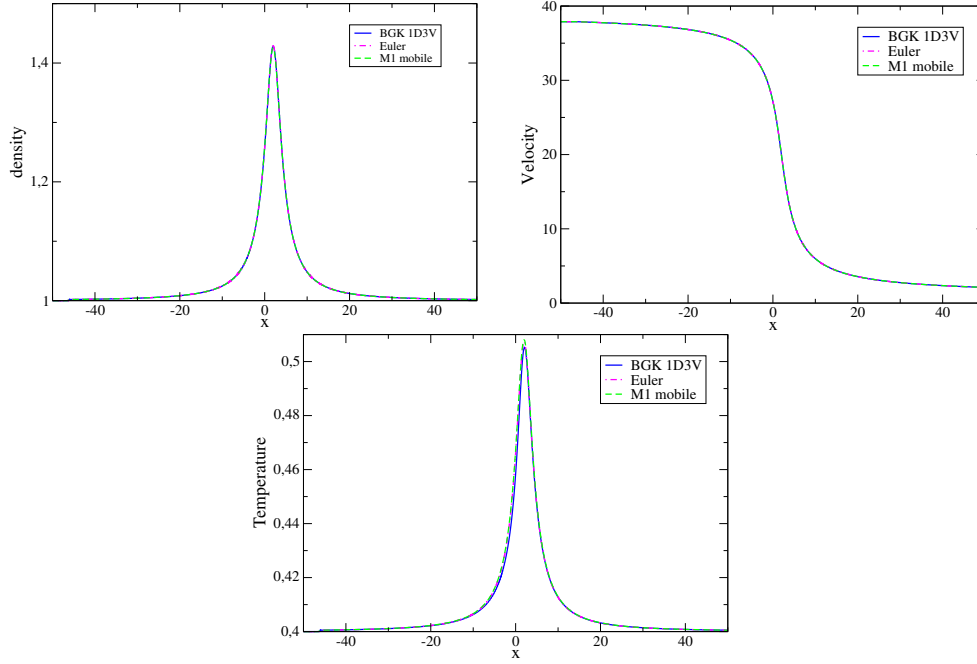 density
1,4
1,2
1
-40
-20
0
20
40
x
BGK 1D3V
Euler
M1 mobile
Velocity
40
30
20
10
0
-40
-20
0
20
40
x
BGK 1D3V
Euler
M1 mobile
Temperature
0,5
0,48
0,46
0,44
0,42
0,4
-40
-20
0
20
40
x
BGK 1D3V
Euler
M1 mobile